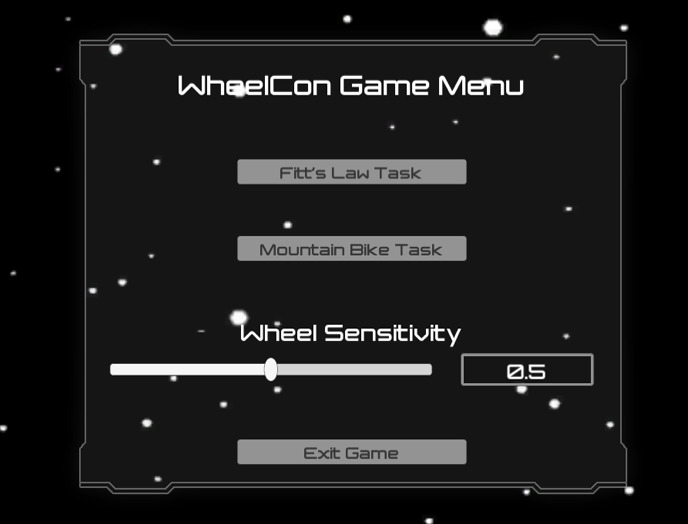 WheelCon Game Menu
Fitt's Law Task
Mountain Bike Task
Wheel Sensitivity
0.5
Exit Game